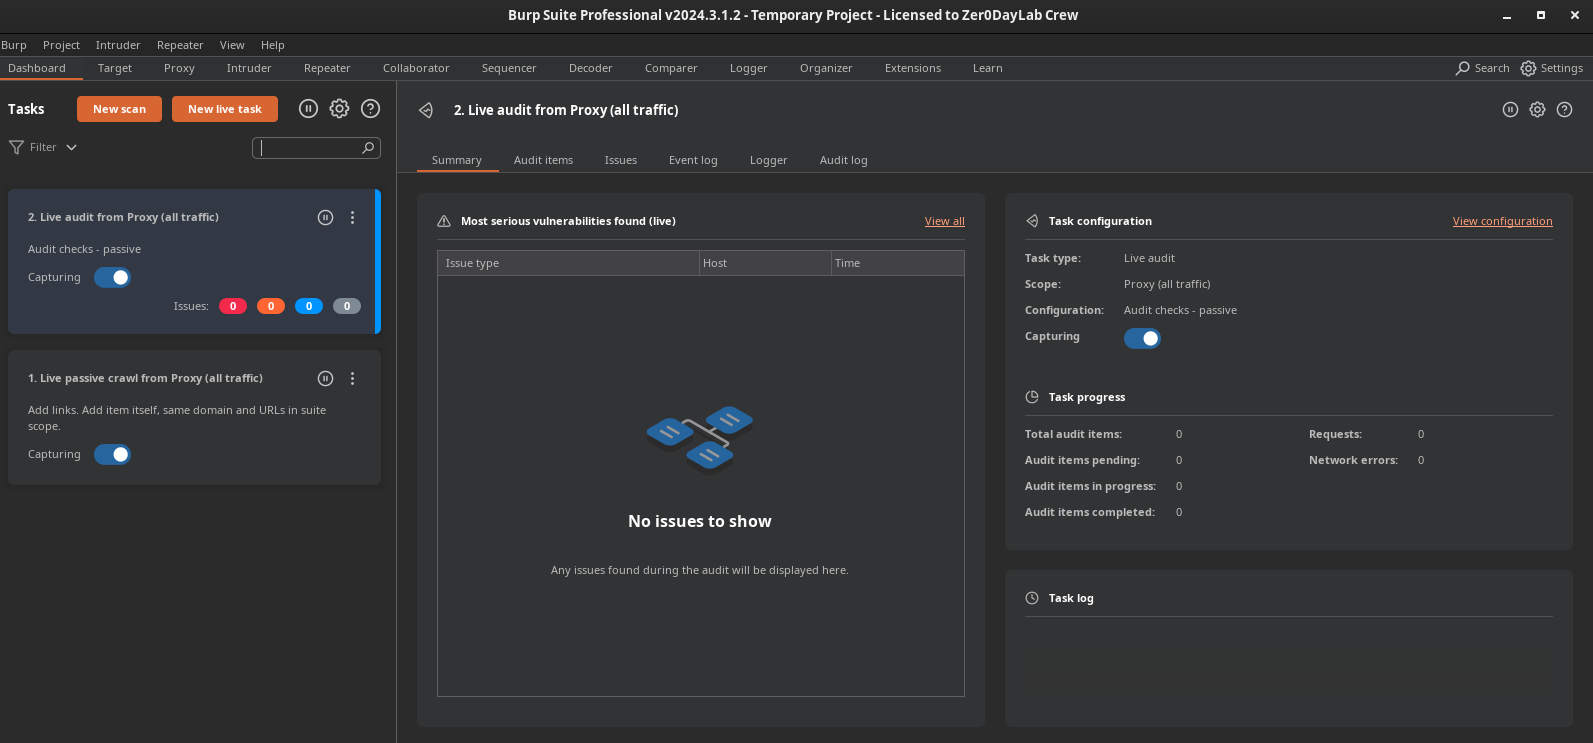 Burp Suite Professional v2024.3.1.2 - Temporary Project - Licensed to Zer0DayLab Crew
Burp Project Intruder Repeater View Help
Dashboard Target Proxy Intruder Repeater Collaborator Sequencer Decoder Comparer Logger Organizer Extensions Learn Search Settings
Tasks New scan New live task
Filter
2. Live audit from Proxy (all traffic)
Audit checks - passive
Capturing
Issues: 0 0 0 0
1. Live passive crawl from Proxy (all traffic)
Add links. Add item itself, same domain and URLs in suite
scope.
Capturing
2. Live audit from Proxy (all traffic)
Summary Audit items Issues Event log Logger Audit log
Most serious vulnerabilities found (live) View all
Issue type Host Time
No issues to show
Any issues found during the audit will be displayed here.
Task configuration View configuration
Task type: Live audit
Scope: Proxy (all traffic)
Configuration: Audit checks - passive
Capturing
Task progress
Total audit items: 0 Requests: 0
Audit items pending: 0 Network errors: 0
Audit items in progress: 0
Audit items completed: 0
Task log